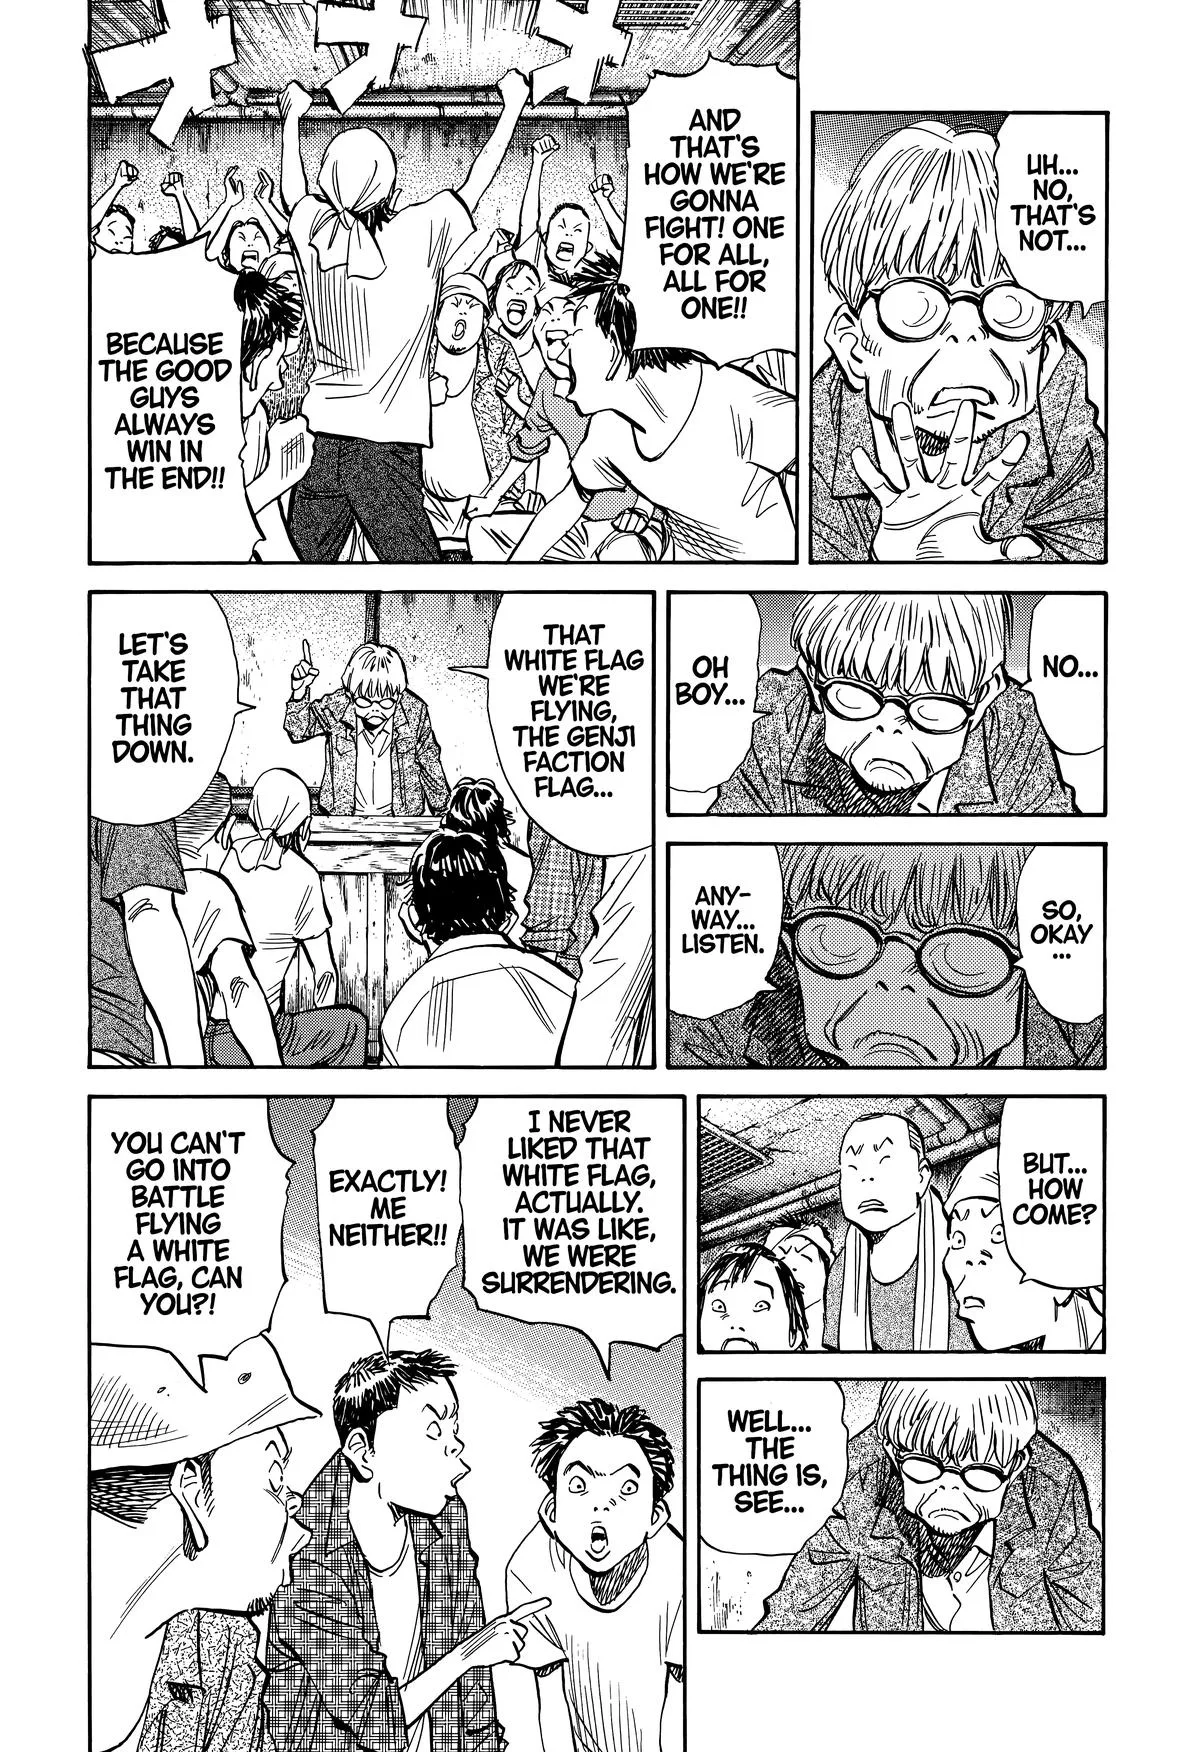 UH...
NO,
THAT'S
NOT...
AND
THAT'S
HOW WE'RE
GONNA
FIGHT! ONE
FOR ALL,
ALL FOR
ONE!!
BECAUSE
THE GOOD
GUYS
ALWAYS
WIN IN
THE END!!
NO...
OH
BOY...
SO,
OKAY
...
ANY-
WAY...
LISTEN.
THAT
WHITE FLAG
WE'RE
FLYING,
THE GENJI
FACTION
FLAG...
LET'S
TAKE
THAT
THING
DOWN.
BUT...
HOW
COME?
WELL...
THE
THING IS,
SEE...
I NEVER
LIKED THAT
WHITE FLAG,
ACTUALLY.
IT WAS LIKE,
WE WERE
SURRENDERING.
EXACTLY!
ME
NEITHER!!
YOU CAN'T
GO INTO
BATTLE
FLYING
A WHITE
FLAG, CAN
YOU?!